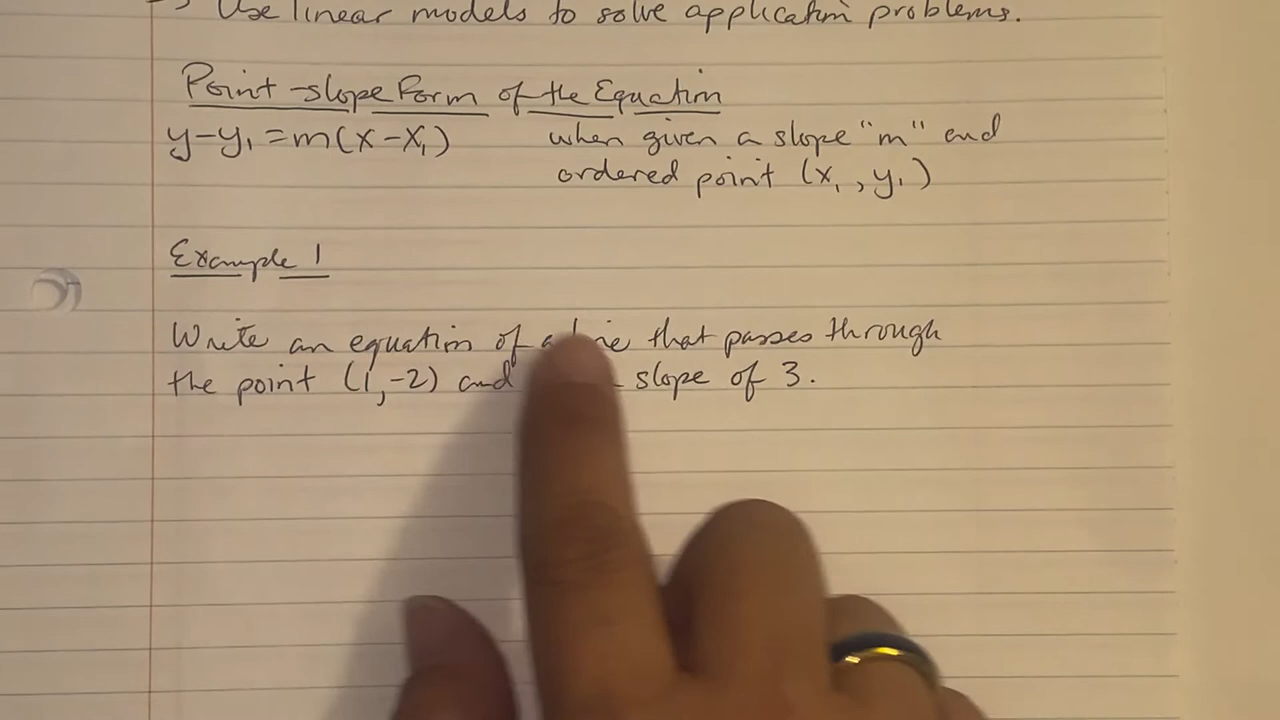 Use linear models to solve application problems.
Point-slope Form of the Equation
y-y₁=m(x-x₁) when given a slope "m" and
ordered point (x₁,y₁)
Example 1
Write an equation of a line that passes through
the point (1,-2) and slope of 3.